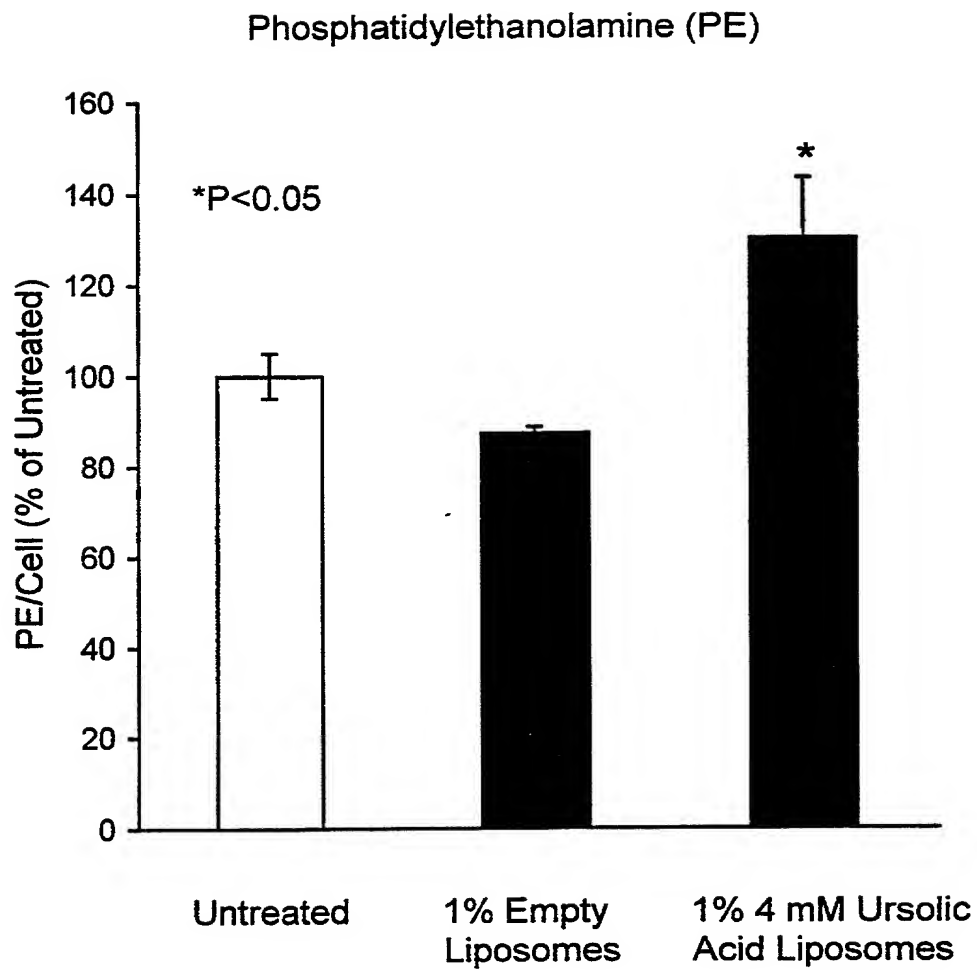 Phosphatidylethanolamine (PE)
160
*
*P<0.05
140
120
100
80
60
40
20
0
PE/Cell (% of Untreated)
Untreated
1% Empty
Liposomes
1% 4 mM Ursolic
Acid Liposomes